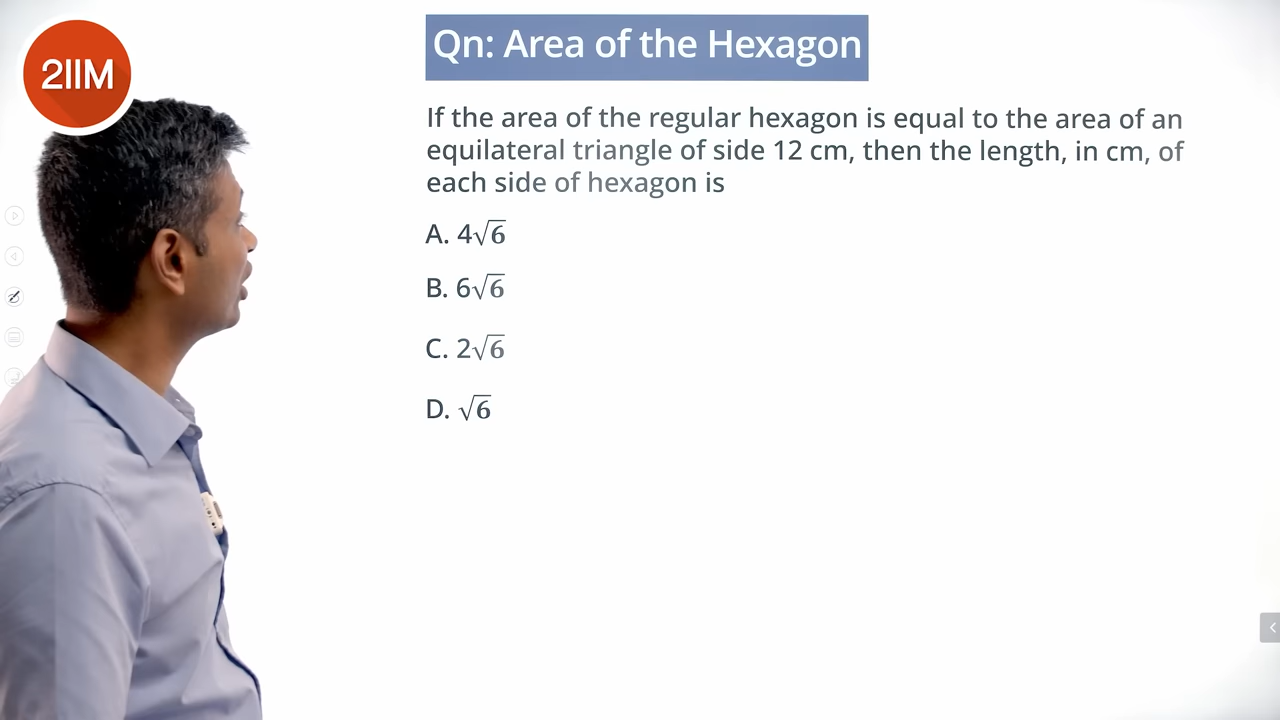 2IIM
Qn: Area of the Hexagon
If the area of the regular hexagon is equal to the area of an
equilateral triangle of side 12 cm, then the length, in cm, of
each side of hexagon is
A. 4√6
B. 6√6
C. 2√6
D. √6